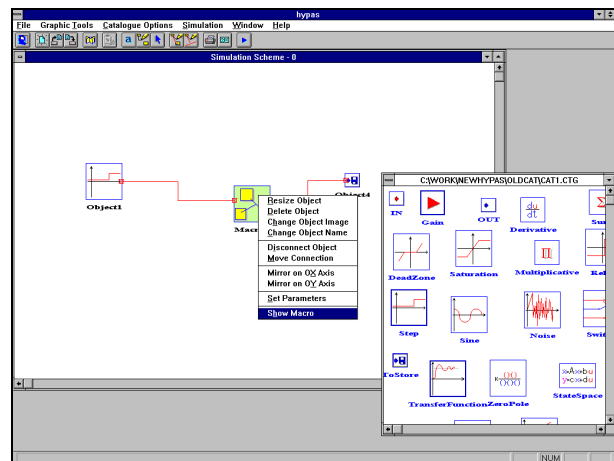 hypas
File Graphic Tools Catalogue Options Simulation Window Help
a
Simulation Scheme - 0
Object1
Object4
Resize Object
Delete Object
Change Object Image
Change Object Name
Disconnect Object
Move Connection
Mirror on OX Axis
Mirror on OY Axis
Set Parameters
Show Macro
C:\WORK\NEWHYPAS\OLDCAT\CAT1.CTG
IN
Gain
OUT
du
dt
Derivative
Σ
DeadZone
Saturation
Π
Multiplicative
Step
Sine
Noise
ToStore
TransferFunction
ZeroPole
StateSpace
NUM